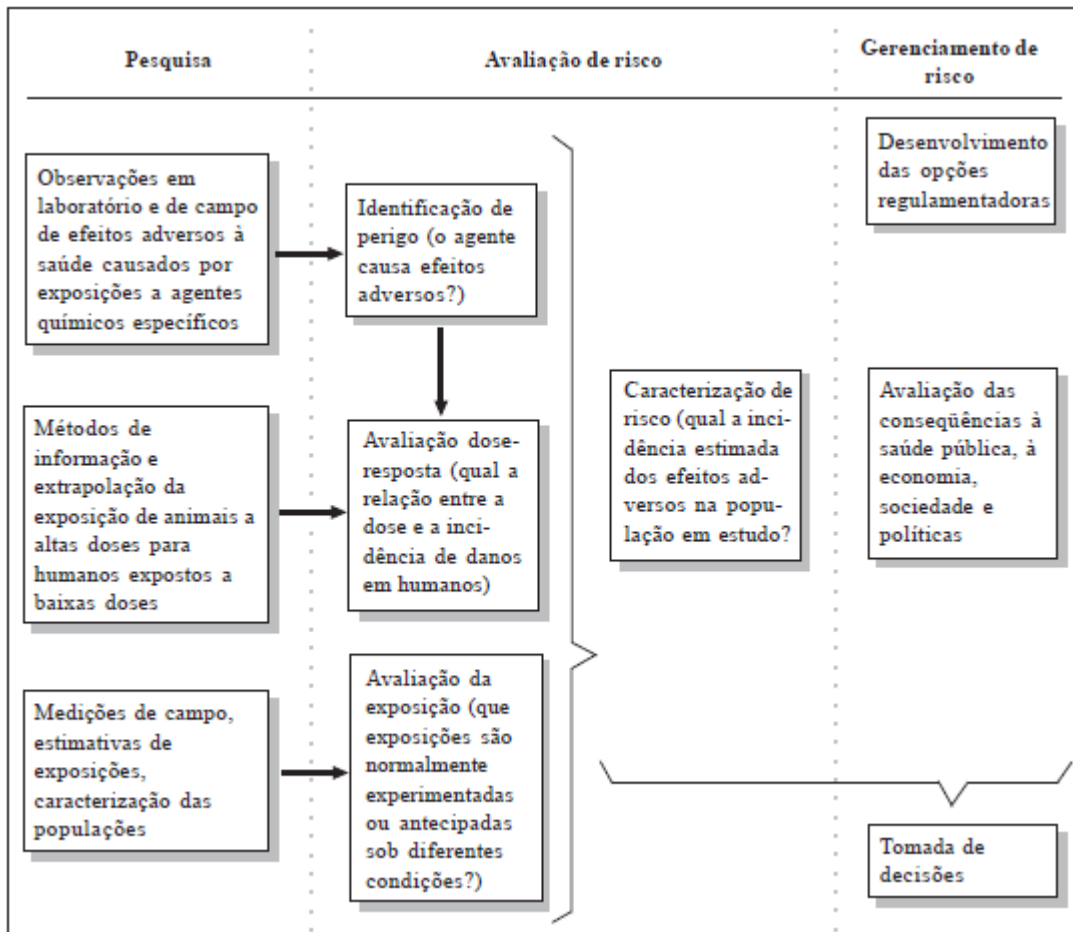 Pesquisa
Avaliação de risco
Gerenciamento de
risco
Observações em
laboratório e de campo
de efeitos adversos à
saúde causados por
exposições a agentes
químicos específicos
Identificação de
perigo (o agente
causa efeitos
adversos?)
Desenvolvimento
das opções
regulamentadoras
Métodos de
informação e
extrapolação da
exposição de animais a
altas doses para
humanos expostos a
baixas doses
Avaliação dose-
resposta (qual a
relação entre a
dose e a inci-
dência de danos
em humanos)
Caracterização de
risco (qual a inci-
dência estimada
dos efeitos ad-
versos na popu-
lação em estudo?
Avaliação das
conseqüências à
saúde pública, à
economia,
sociedade e
políticas
Medições de campo,
estimativas de
exposições,
caracterização das
populações
Avaliação da
exposição (que
exposições são
normalmente
experimentadas
ou antecipadas
sob diferentes
condições?)
Tomada de
decisões